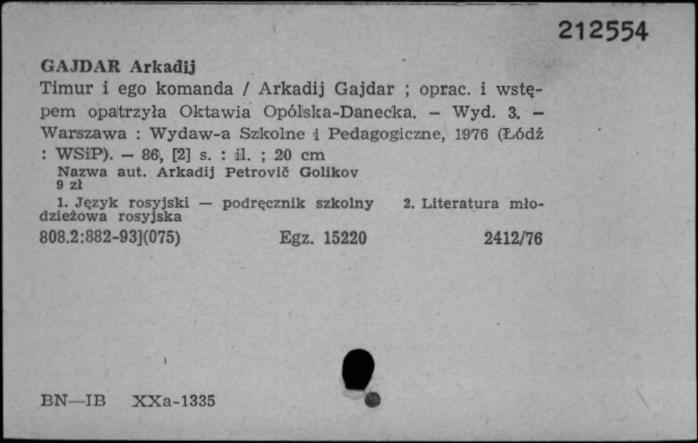 212554
GAJDAR Arkadij
Timur i ego komanda / Arkadij Gajdar ; oprac. i wstę-
pem opatrzyła Oktawia Opólska-Danecka. — Wyd. 3. —
Warszawa : Wydaw-a Szkolne i Pedagogiczne, 1976 (Łódź
: WSiP). — 86, [2] s. : il. ; 20 cm
Nazwa aut. Arkadij Petrovič Golikov
9 zł
1. Język rosyjski — podręcznik szkolny 2. Literatura mło-
dzieżowa rosyjska
808.2:882-93](075) Egz. 15220 2412/76
BN—IB XXa-1335